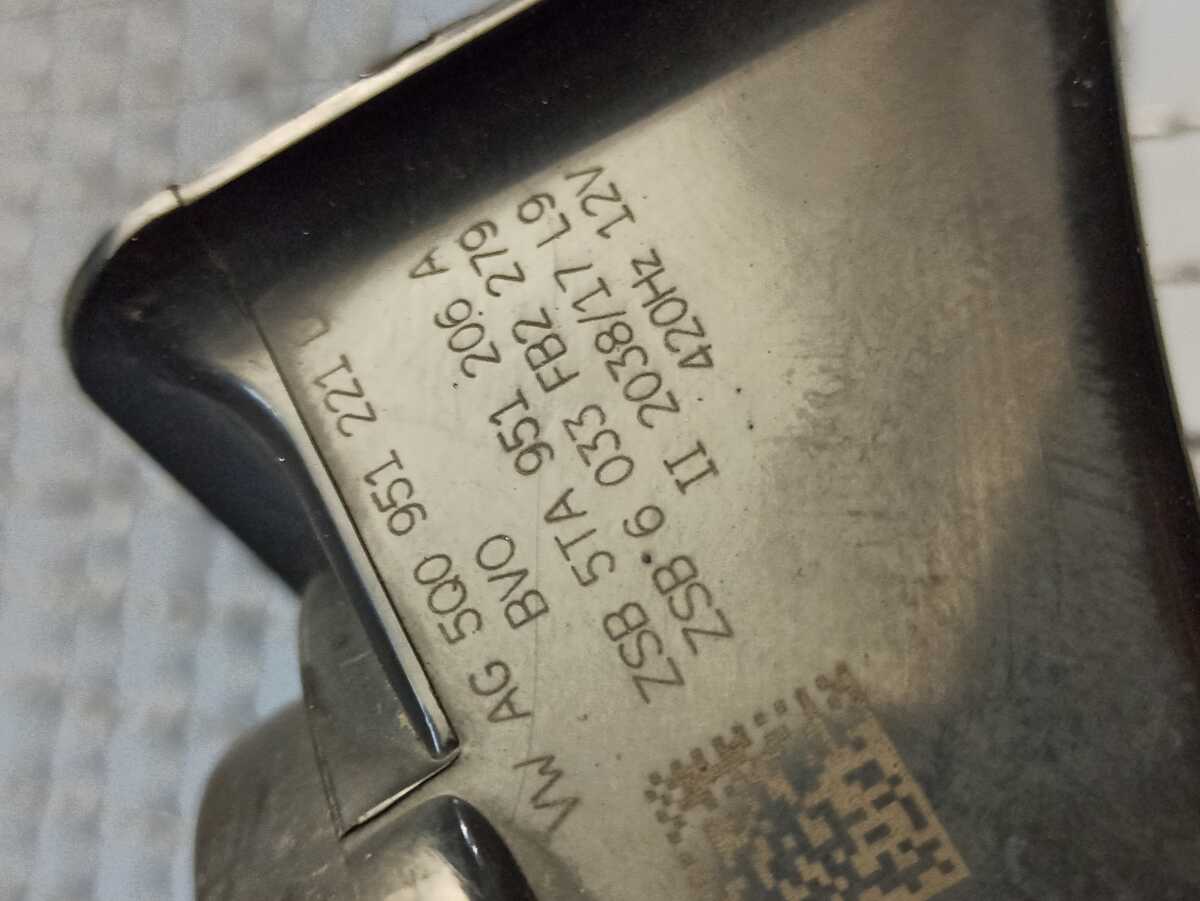 VW AG 5Q0 951 221
BVO
ZSB 5TA 951 206 A
ZSB 6 033 FB2 279
II 2038/17 L9
420Hz 12V